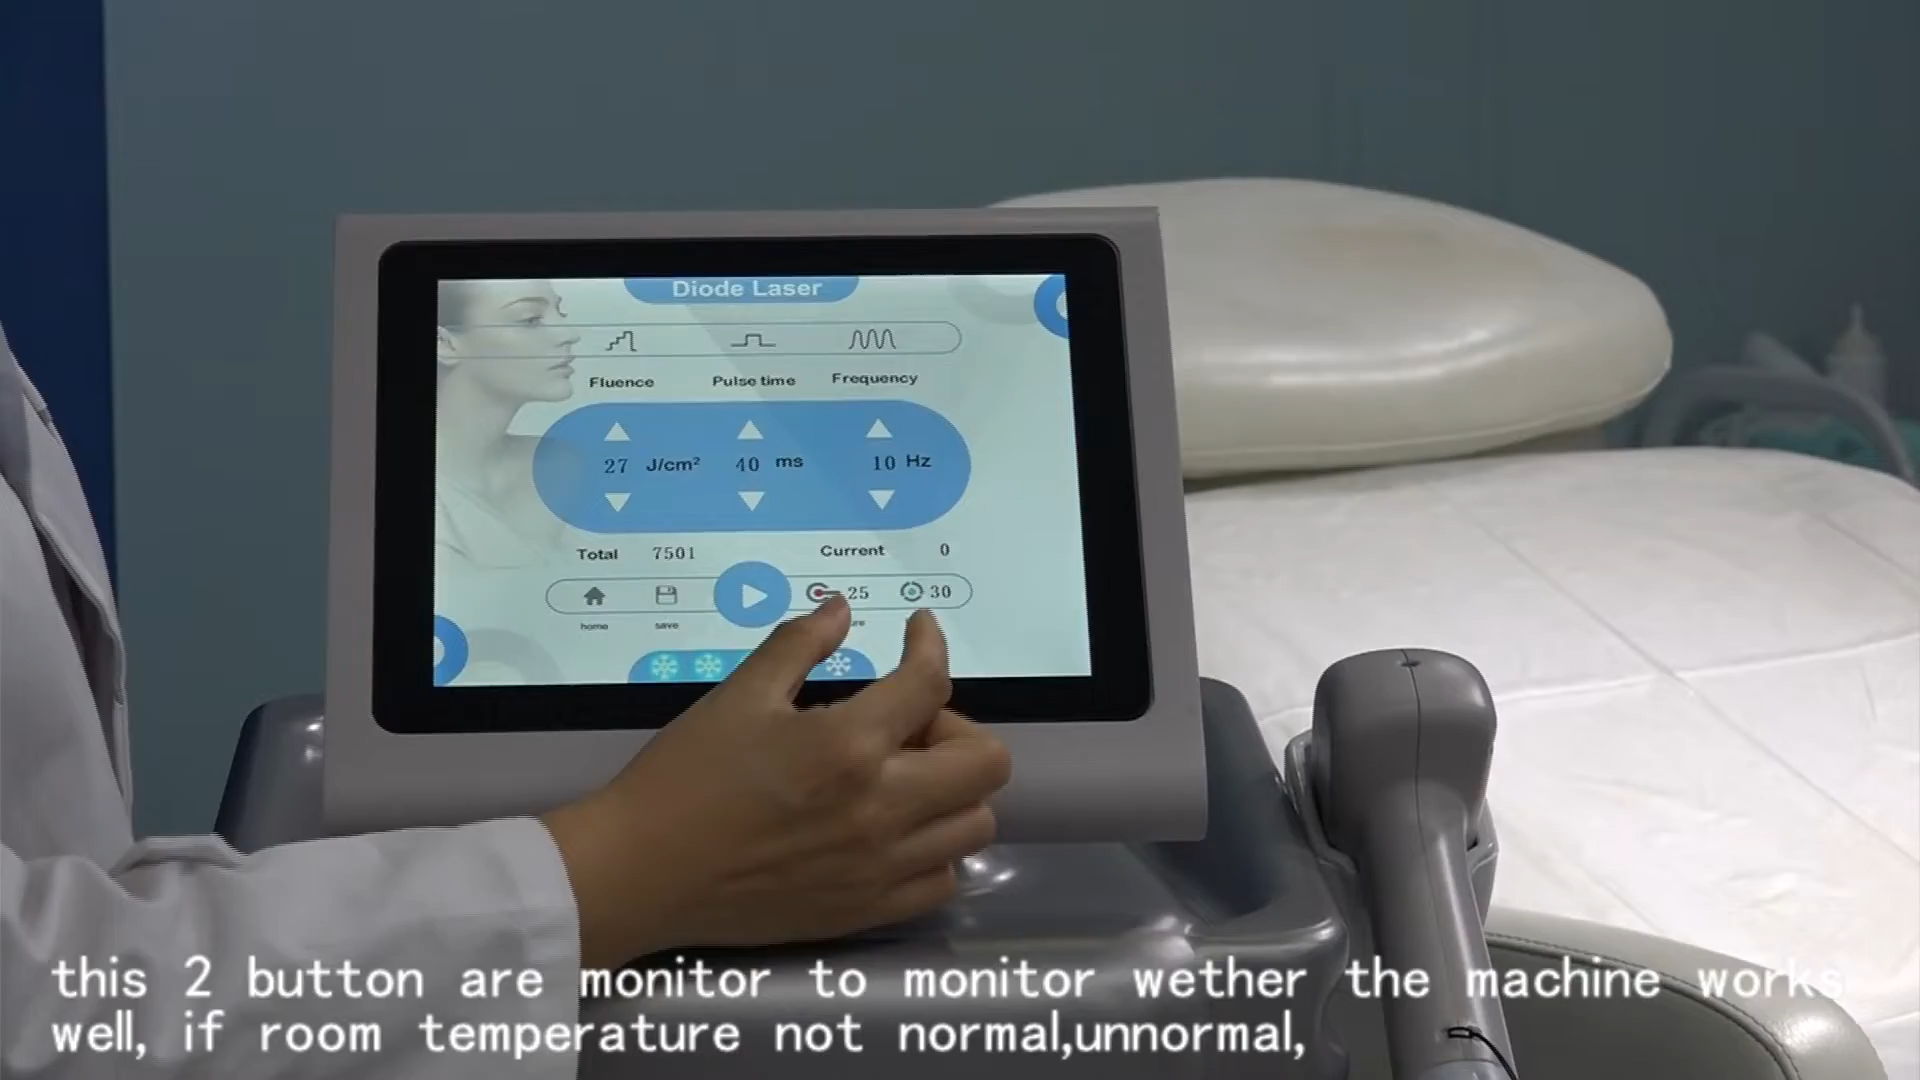 Diode Laser
Fluence Pulse time Frequency
27 J/cm² 40 ms 10 Hz
Total 7501 Current 0
25 30
home save
this 2 button are monitor to monitor wether the machine works
well, if room temperature not normal,unnormal,